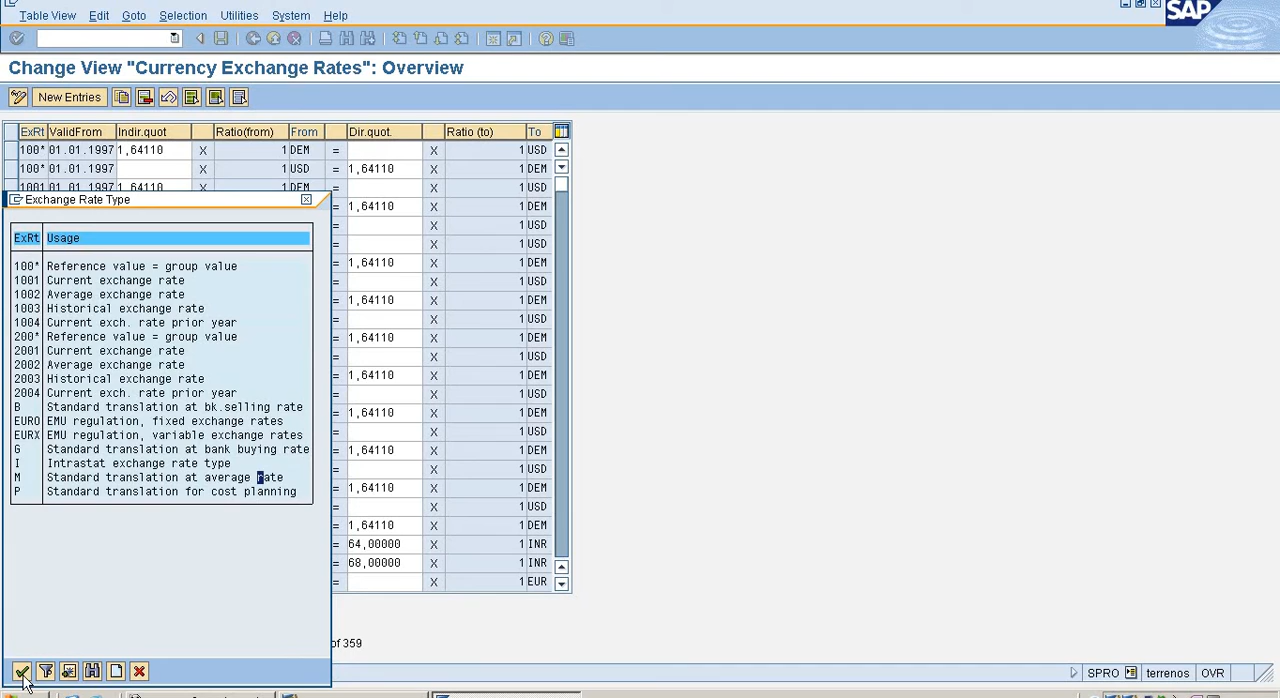 Table View Edit Goto Selection Utilities System Help
SAP
Change View "Currency Exchange Rates": Overview
New Entries
ExRt ValidFrom Indir.quot Ratio(from) From Dir.quot. Ratio (to) To
100* 01.01.1997 1,64110 X 1 DEM = X 1 USD
100* 01.01.1997 X 1 USD = 1,64110 X 1 DEM
1001 01.01.1997 1,64110 X 1 DEM = X 1 USD
= 1,64110 X 1 DEM
= X 1 USD
= X 1 USD
= 1,64110 X 1 DEM
= X 1 USD
= 1,64110 X 1 DEM
= X 1 USD
= 1,64110 X 1 DEM
= X 1 USD
= 1,64110 X 1 DEM
= X 1 USD
= 1,64110 X 1 DEM
= X 1 USD
= 1,64110 X 1 DEM
= X 1 USD
= 1,64110 X 1 DEM
= X 1 USD
= 1,64110 X 1 DEM
= 64,00000 X 1 INR
= 68,00000 X 1 INR
= X 1 EUR
of 359
Exchange Rate Type
ExRt Usage
100* Reference value = group value
1001 Current exchange rate
1002 Average exchange rate
1003 Historical exchange rate
1004 Current exch. rate prior year
200* Reference value = group value
2001 Current exchange rate
2002 Average exchange rate
2003 Historical exchange rate
2004 Current exch. rate prior year
B Standard translation at bk.selling rate
EURO EMU regulation, fixed exchange rates
EURX EMU regulation, variable exchange rates
G Standard translation at bank buying rate
I Intrastat exchange rate type
M Standard translation at average rate
P Standard translation for cost planning
SPRO terrenos OVR